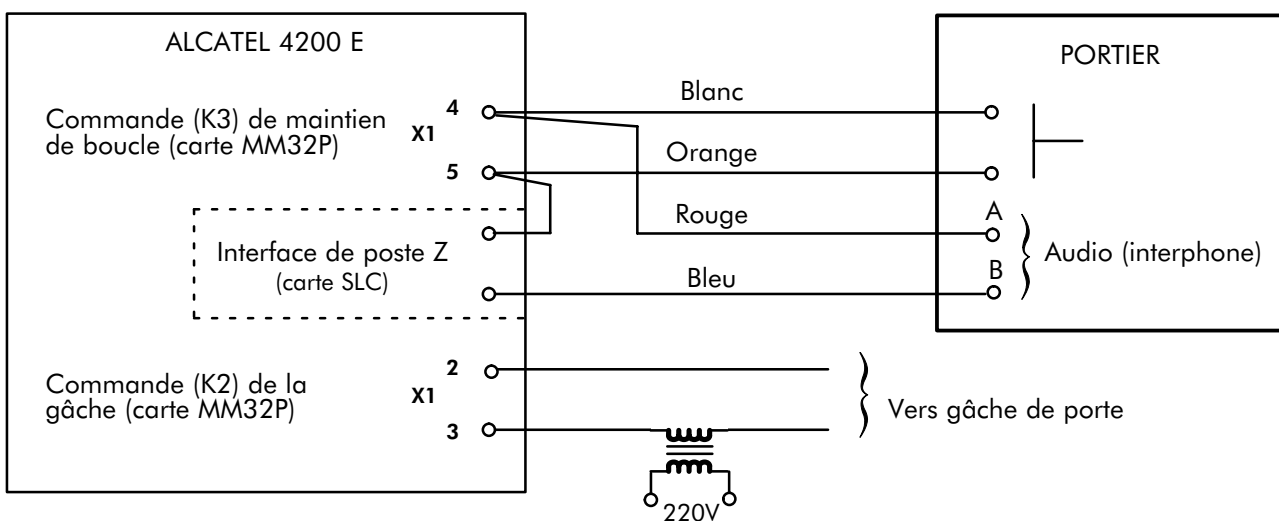 ALCATEL 4200 E
PORTIER
Commande (K3) de maintien
de boucle (carte MM32P)
X1
4
5
Blanc
Orange
Rouge
Bleu
A
B
Audio (interphone)
Interface de poste Z
(carte SLC)
Commande (K2) de la
gâche (carte MM32P)
X1
2
3
Vers gâche de porte
220V